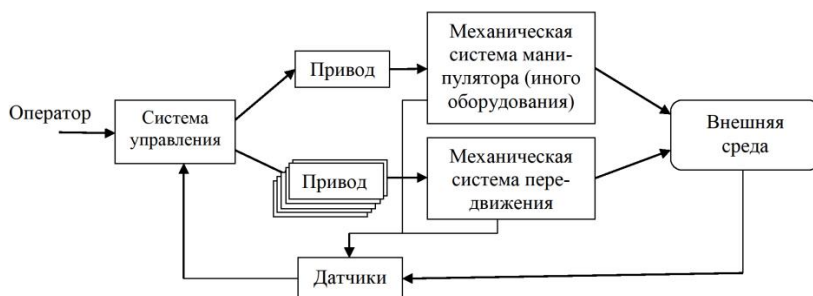 Оператор
Система
управления
Привод
Механическая
система мани-
пулятора (иного
оборудования)
Привод
Механическая
система пере-
движения
Внешняя
среда
Датчики